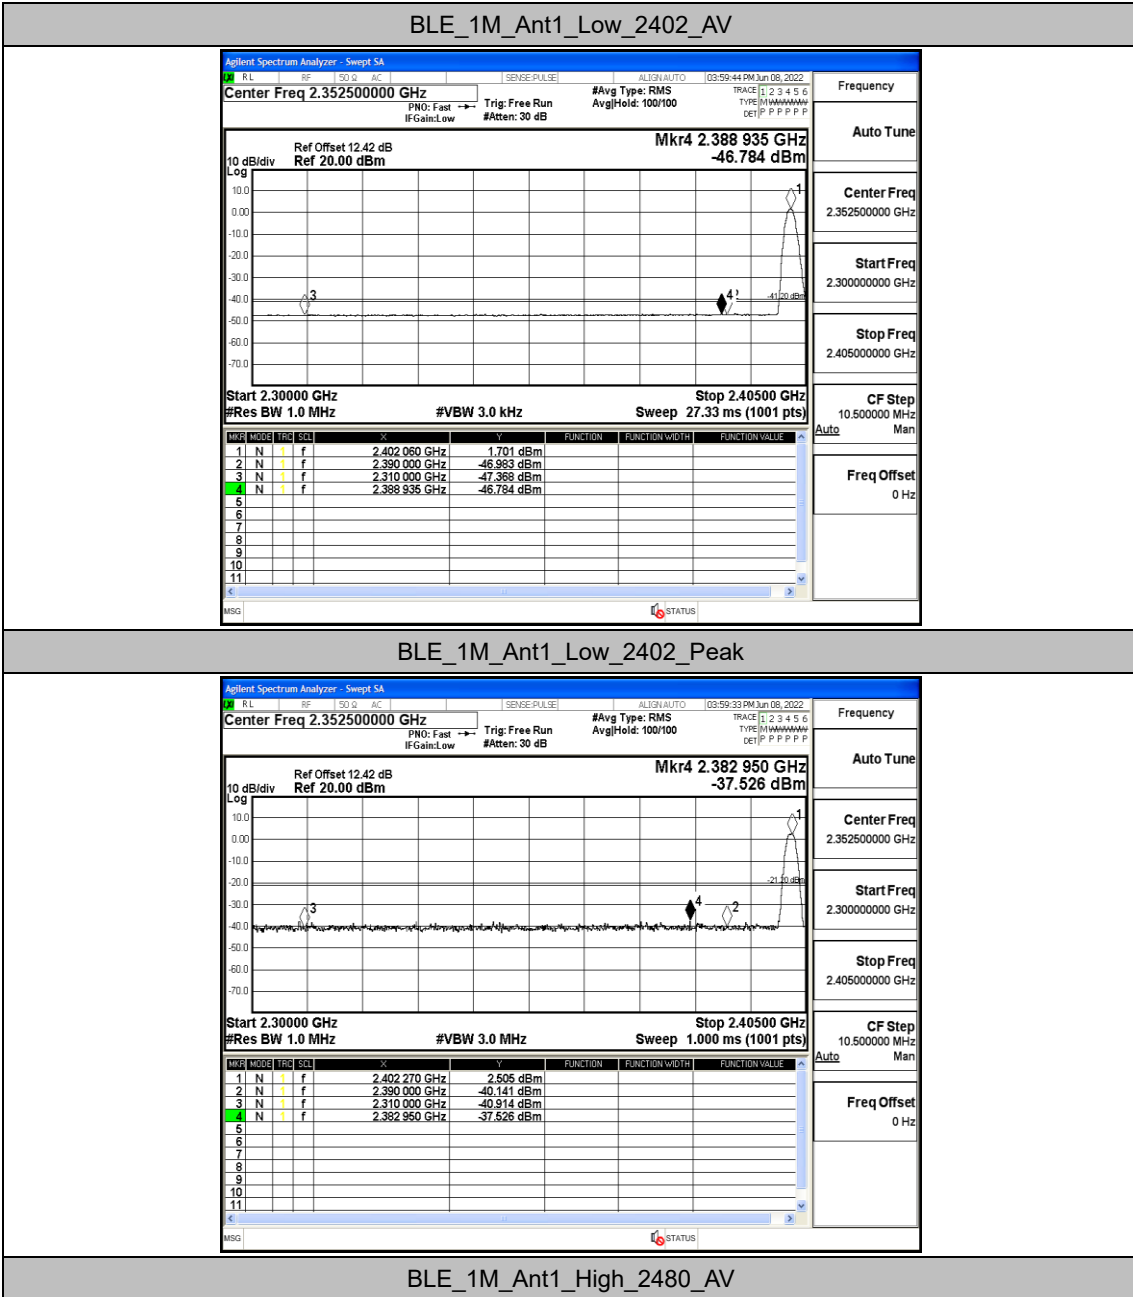 BLE_1M_Ant1_Low_2402_AV
Agilent Spectrum Analyzer - Swept SA
RL RF 50 Ω AC SENSE:PULSE ALIGNAUTO 03:59:44 PM Jun 08, 2022
Center Freq 2.352500000 GHz
#Avg Type: RMS
TRACE 1 2 3 4 5 6
PNO: Fast Trig: Free Run Avg|Hold: 100/100
TYPE M
IFGain:Low #Atten: 30 dB
DET P P P P P P
Frequency
Mkr4 2.388 935 GHz
-46.784 dBm
Ref Offset 12.42 dB
10 dB/div Ref 20.00 dBm
Log
10.0
0.00
-10.0
-20.0
-30.0
-40.0
-50.0
-60.0
-70.0
1
3
4
-41.20 dBm
Start 2.30000 GHz Stop 2.40500 GHz
#Res BW 1.0 MHz #VBW 3.0 kHz Sweep 27.33 ms (1001 pts)
MKR MODE TRC SCL X Y FUNCTION FUNCTION WIDTH FUNCTION VALUE
1 N 1 f 2.402 060 GHz 1.701 dBm
2 N 1 f 2.390 000 GHz -46.983 dBm
3 N 1 f 2.310 000 GHz -47.368 dBm
4 N 1 f 2.388 935 GHz -46.784 dBm
5
6
7
8
9
10
11
MSG STATUS
Auto Tune
Center Freq
2.352500000 GHz
Start Freq
2.300000000 GHz
Stop Freq
2.405000000 GHz
CF Step
10.500000 MHz
Auto Man
Freq Offset
0 Hz
BLE_1M_Ant1_Low_2402_Peak
Agilent Spectrum Analyzer - Swept SA
RL RF 50 Ω AC SENSE:PULSE ALIGNAUTO 03:59:33 PM Jun 08, 2022
Center Freq 2.352500000 GHz
#Avg Type: RMS
TRACE 1 2 3 4 5 6
PNO: Fast Trig: Free Run Avg|Hold: 100/100
TYPE M
IFGain:Low #Atten: 30 dB
DET P P P P P P
Frequency
Mkr4 2.382 950 GHz
-37.526 dBm
Ref Offset 12.42 dB
10 dB/div Ref 20.00 dBm
Log
10.0
0.00
-10.0
-20.0
-30.0
-40.0
-50.0
-60.0
-70.0
1
3
4
2
-21.20 dBm
Start 2.30000 GHz Stop 2.40500 GHz
#Res BW 1.0 MHz #VBW 3.0 MHz Sweep 1.000 ms (1001 pts)
MKR MODE TRC SCL X Y FUNCTION FUNCTION WIDTH FUNCTION VALUE
1 N 1 f 2.402 270 GHz 2.505 dBm
2 N 1 f 2.390 000 GHz -40.141 dBm
3 N 1 f 2.310 000 GHz -40.914 dBm
4 N 1 f 2.382 950 GHz -37.526 dBm
5
6
7
8
9
10
11
MSG STATUS
Auto Tune
Center Freq
2.352500000 GHz
Start Freq
2.300000000 GHz
Stop Freq
2.405000000 GHz
CF Step
10.500000 MHz
Auto Man
Freq Offset
0 Hz
BLE_1M_Ant1_High_2480_AV